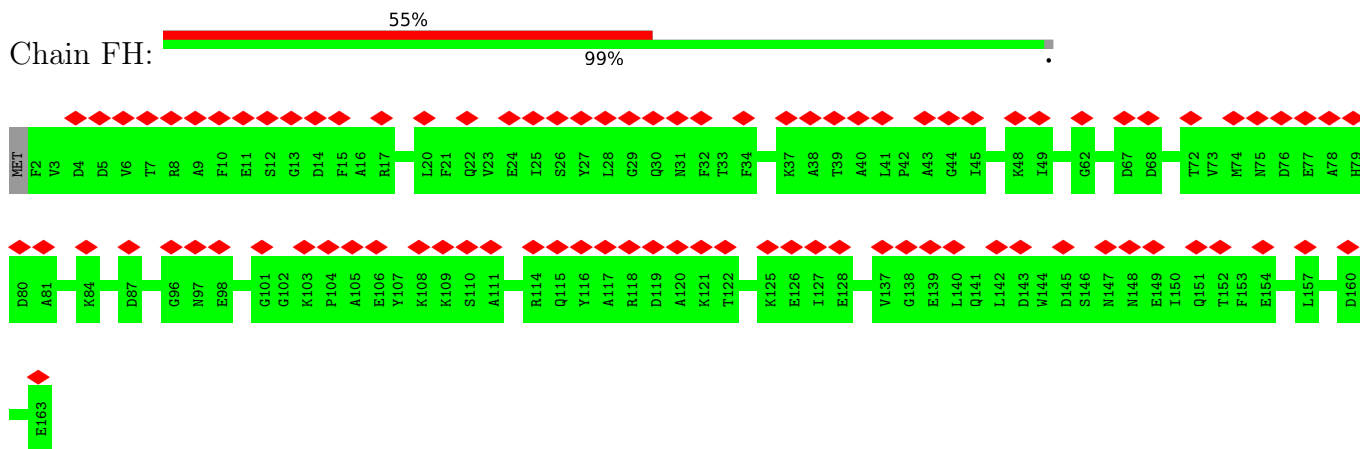 55%
Chain FH:
99%
.
MET F2 V3 D4 D5 V6 T7 R8 A9 F10 E11 S12 G13 D14 F15 A16 R17 L20 F21 Q22 V23 E24 I25 S26 Y27 L28 G29 Q30 N31 F32 T33 F34 K37 A38 T39 A40 L41 P42 A43 G44 I45 K48 I49 G62 D67 D68 T72 V73 M74 N75 D76 E77 A78 H79
D80 A81 K84 D87 G96 N97 E98 G101 G102 K103 P104 A105 E106 Y107 K108 K109 S110 A111 R114 Q115 Y116 A117 R118 D119 A120 K121 T122 K125 E126 I127 E128 V137 G138 E139 L140 Q141 L142 D143 W144 D145 S146 N147 N148 E149 I150 Q151 T152 F153 E154 L157 D160
E163